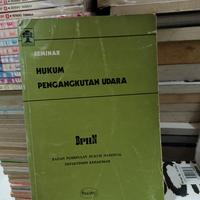 SEMINAR
HUKUM
PENGANGKUTAN UDARA
BPHN
BADAN PEMBINAAN HUKUM NASIONAL
DEPARTEMEN KEHAKIMAN